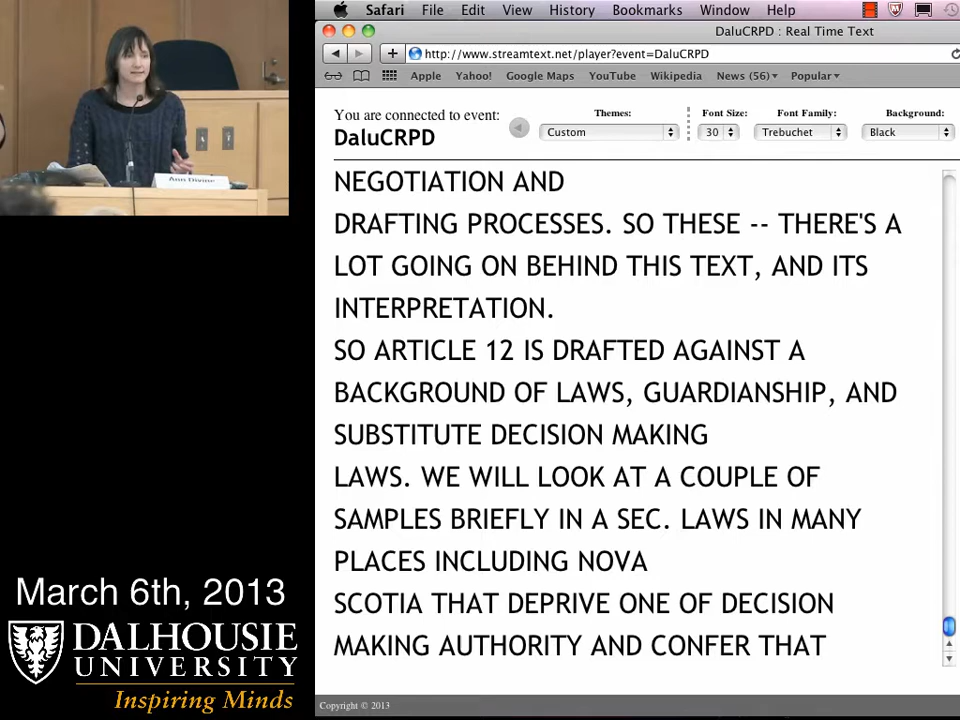 Safari File Edit View History Bookmarks Window Help
DaluCRPD : Real Time Text
http://www.streamtext.net/player?event=DaluCRPD
Apple Yahoo! Google Maps YouTube Wikipedia News (56) Popular
You are connected to event:
DaluCRPD
Themes: Font Size: Font Family: Background:
Custom 30 Trebuchet Black
NEGOTIATION AND
DRAFTING PROCESSES. SO THESE -- THERE'S A
LOT GOING ON BEHIND THIS TEXT, AND ITS
INTERPRETATION.
SO ARTICLE 12 IS DRAFTED AGAINST A
BACKGROUND OF LAWS, GUARDIANSHIP, AND
SUBSTITUTE DECISION MAKING
LAWS. WE WILL LOOK AT A COUPLE OF
SAMPLES BRIEFLY IN A SEC. LAWS IN MANY
PLACES INCLUDING NOVA
SCOTIA THAT DEPRIVE ONE OF DECISION
MAKING AUTHORITY AND CONFER THAT
Copyright © 2013
Ann Divine
March 6th, 2013
DALHOUSIE
UNIVERSITY
Inspiring Minds